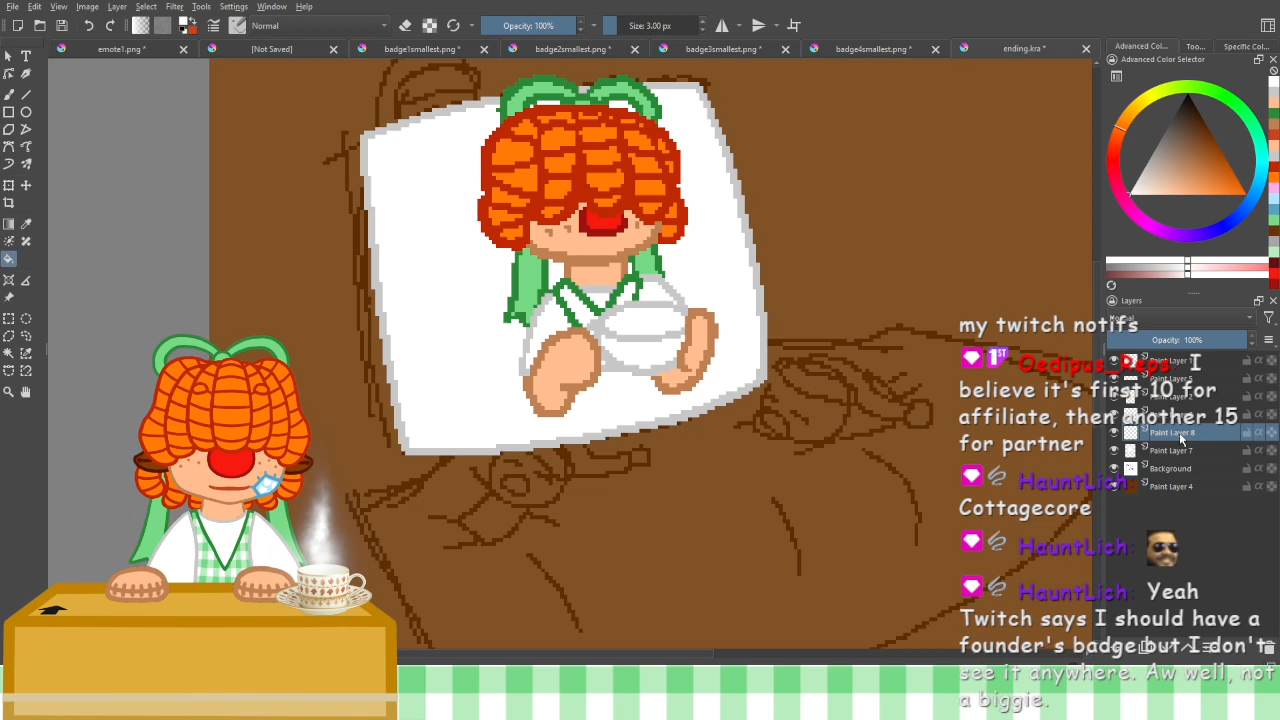 File Edit View Image Layer Select Filter Tools Settings Window Help
Normal Opacity: 100% Size: 3.00 px
emote1.png * [Not Saved] badge1smallest.png * badge2smallest.png * badge3smallest.png * badge4smallest.png * ending.kra *
Advanced Col... Too... Specific Col...
Advanced Color Selector
Layers
Opacity: 100%
Paint Layer 8
Paint Layer 7
Background
Paint Layer 4
my twitch notifs
1ST Oedipas_Reps: I
believe it's first 10 for
affiliate, then another 15
for partner
HauntLich:
Cottagecore
HauntLich:
HauntLich: Yeah
Twitch says I should have a
founder's badge but I don't
see it anywhere. Aw well, not
a biggie.